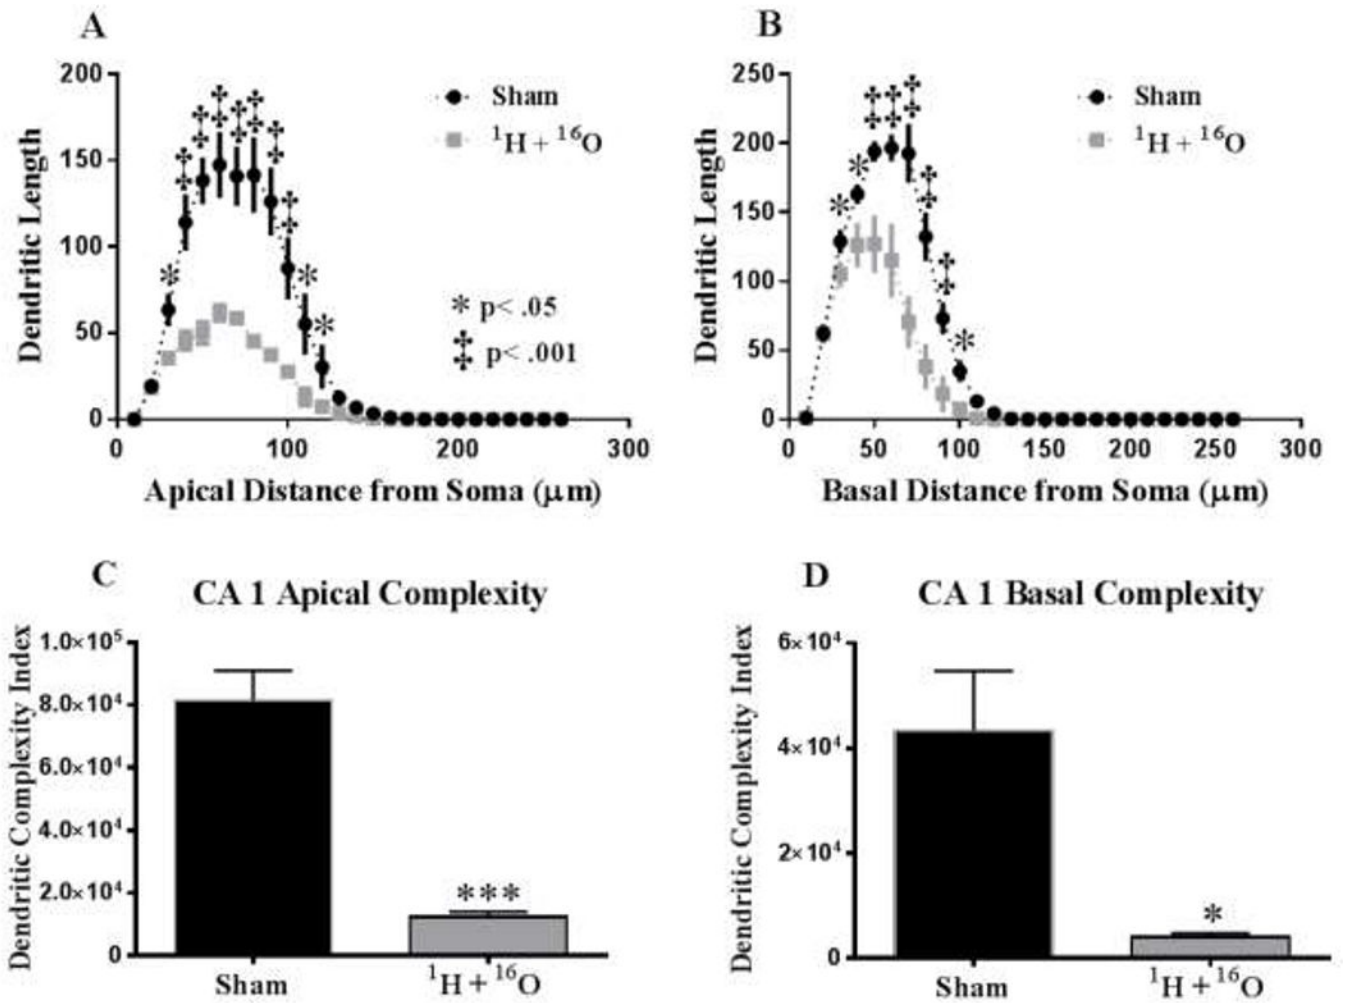 A
200
150
100
50
0
0
100
200
300
Dendritic Length
Apical Distance from Soma (µm)
Sham
¹H + ¹⁶O
‡ ‡ ‡ ‡ ‡ ‡ ‡
* * *
* p< .05
‡ p< .001
B
250
200
150
100
50
0
0
50
100
150
200
250
300
Dendritic Length
Basal Distance from Soma (µm)
Sham
¹H + ¹⁶O
‡ ‡ ‡ ‡ ‡
* * *
C
CA 1 Apical Complexity
Dendritic Complexity Index
1.0×10⁵
8.0×10⁴
6.0×10⁴
4.0×10⁴
2.0×10⁴
0
***
Sham
¹H + ¹⁶O
D
CA 1 Basal Complexity
Dendritic Complexity Index
6×10⁴
4×10⁴
2×10⁴
0
*
Sham
¹H + ¹⁶O